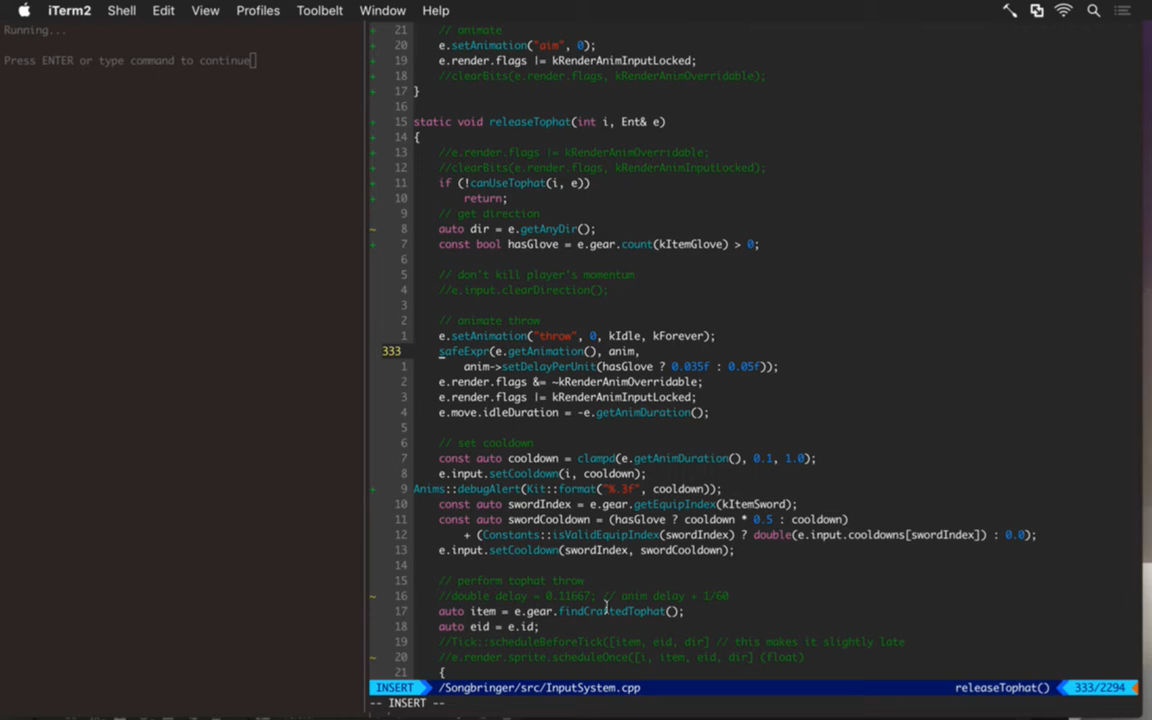 iTerm2 Shell Edit View Profiles Toolbelt Window Help
Running...
Press ENTER or type command to continue
+ 21 // animate
+ 20 e.setAnimation("aim", 0);
+ 19 e.render.flags |= kRenderAnimInputLocked;
+ 18 //clearBits(e.render.flags, kRenderAnimOverridable);
+ 17 }
+ 16
+ 15 static void releaseTophat(int i, Ent& e)
+ 14 {
+ 13 //e.render.flags |= kRenderAnimOverridable;
+ 12 //clearBits(e.render.flags, kRenderAnimInputLocked);
+ 11 if (!canUseTophat(i, e))
+ 10 return;
9 // get direction
~ 8 auto dir = e.getAnyDir();
+ 7 const bool hasGlove = e.gear.count(kItemGlove) > 0;
6
5 // don't kill player's momentum
4 //e.input.clearDirection();
3
2 // animate throw
1 e.setAnimation("throw", 0, kIdle, kForever);
333 safeExpr(e.getAnimation(), anim,
1 anim->setDelayPerUnit(hasGlove ? 0.035f : 0.05f));
2 e.render.flags &= ~kRenderAnimOverridable;
3 e.render.flags |= kRenderAnimInputLocked;
4 e.move.idleDuration = -e.getAnimDuration();
5
6 // set cooldown
7 const auto cooldown = clampd(e.getAnimDuration(), 0.1, 1.0);
8 e.input.setCooldown(i, cooldown);
+ 9 Anims::debugAlert(Kit::format("%.3f", cooldown));
10 const auto swordIndex = e.gear.getEquipIndex(kItemSword);
11 const auto swordCooldown = (hasGlove ? cooldown * 0.5 : cooldown)
12 + (Constants::isValidEquipIndex(swordIndex) ? double(e.input.cooldowns[swordIndex]) : 0.0);
13 e.input.setCooldown(swordIndex, swordCooldown);
14
15 // perform tophat throw
~ 16 //double delay = 0.11667; // anim delay + 1/60
17 auto item = e.gear.findCraftedTophat();
18 auto eid = e.id;
19 //Tick::scheduleBeforeTick([item, eid, dir] // this makes it slightly late
~ 20 //e.render.sprite.scheduleOnce([i, item, eid, dir] (float)
21 {
INSERT /Songbringer/src/InputSystem.cpp releaseTophat() 333/2294
-- INSERT --